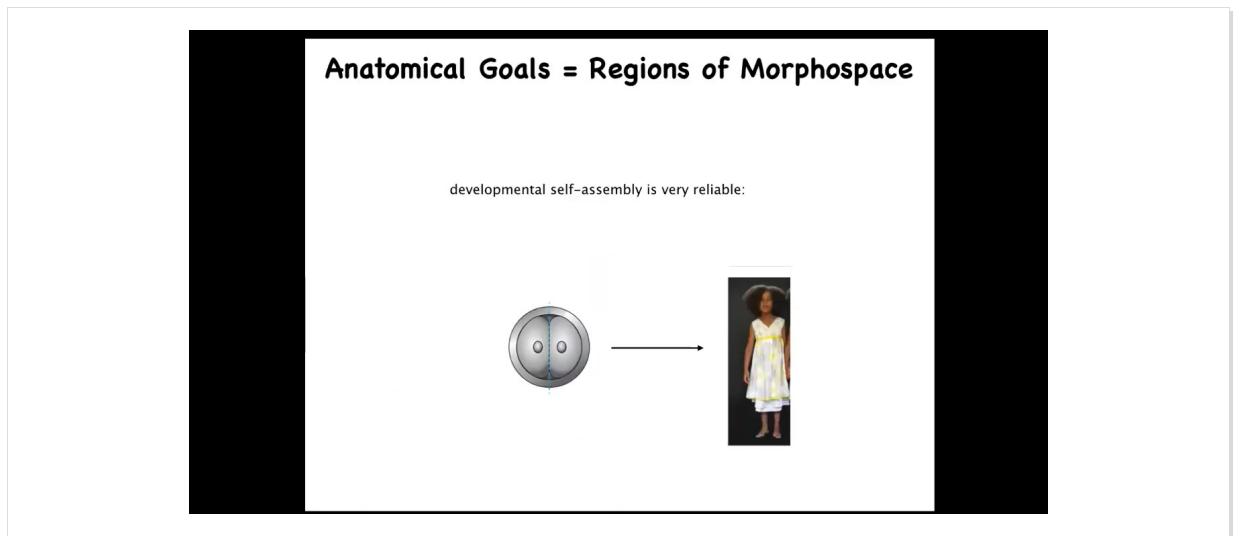 Anatomical Goals = Regions of Morphospace
developmental self-assembly is very reliable: